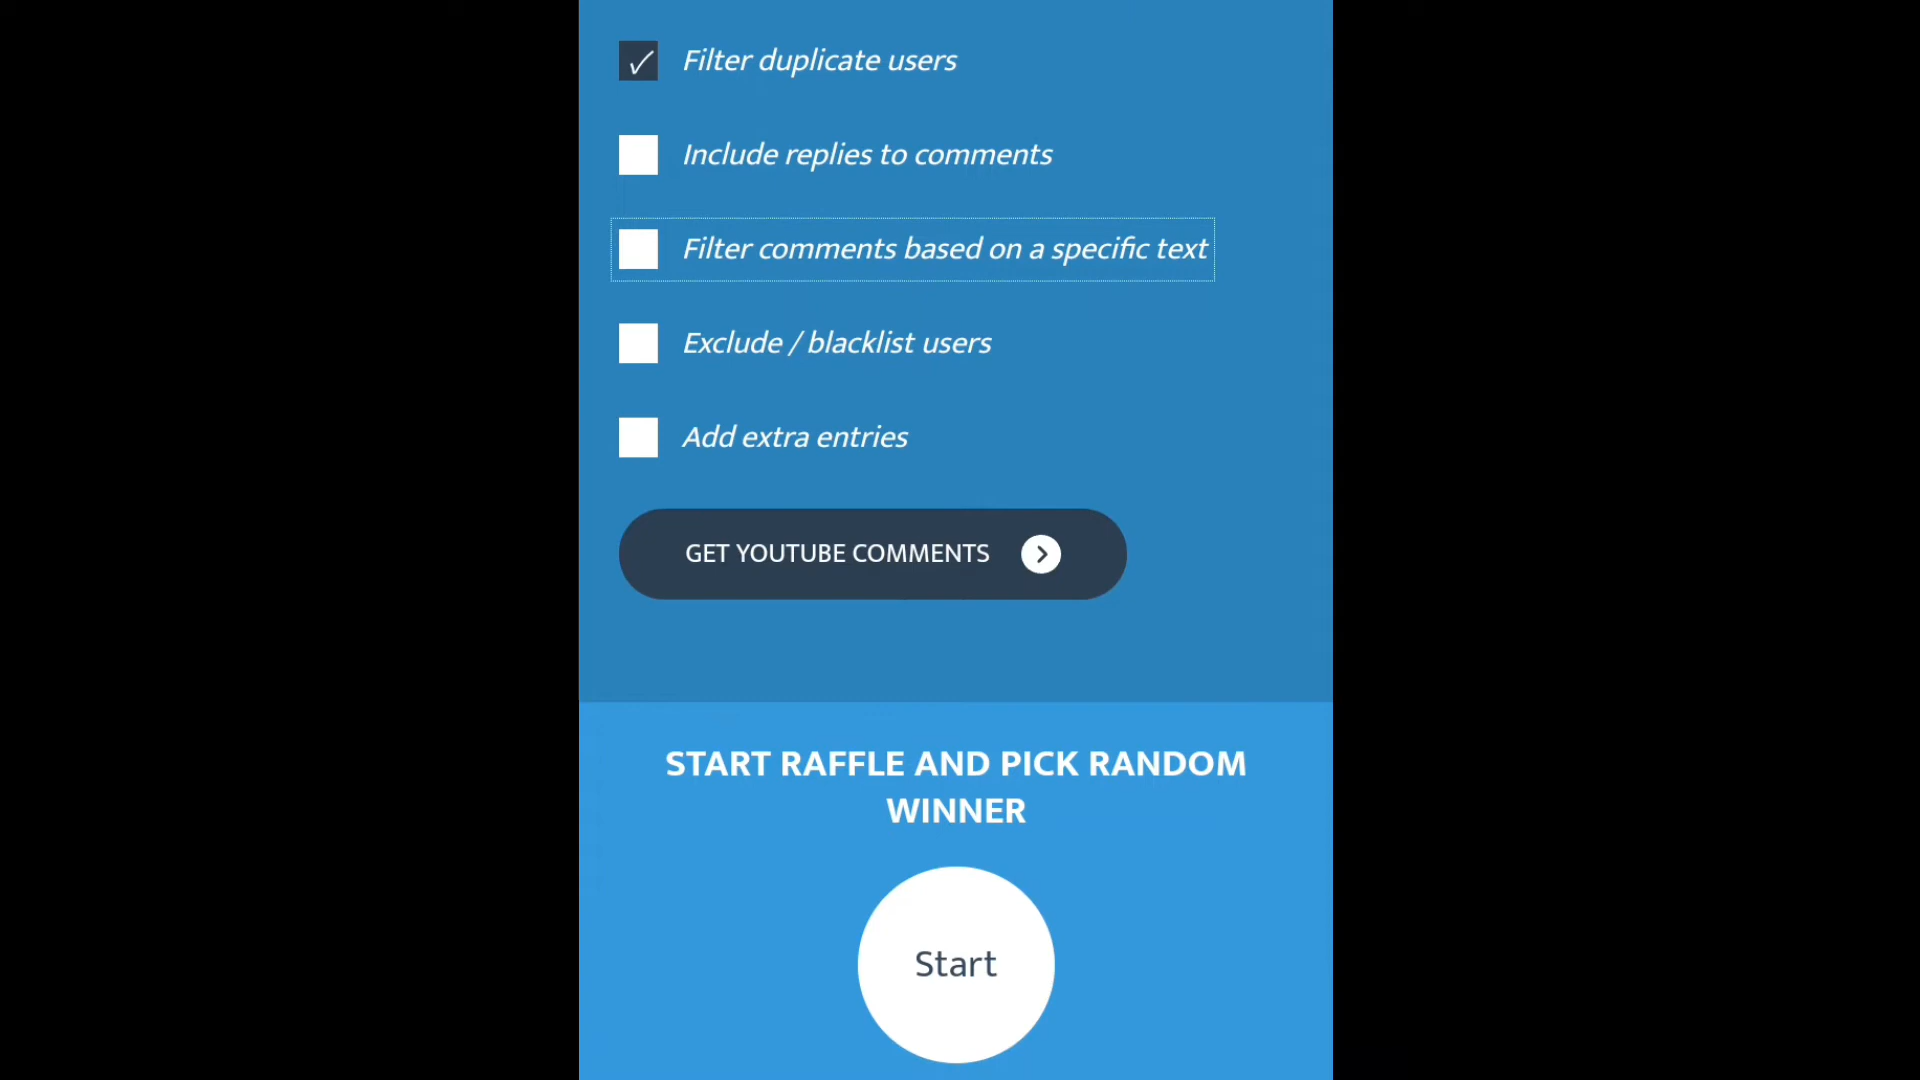 Filter duplicate users
Include replies to comments
Filter comments based on a specific text
Exclude / blacklist users
Add extra entries
GET YOUTUBE COMMENTS
START RAFFLE AND PICK RANDOM
WINNER
Start